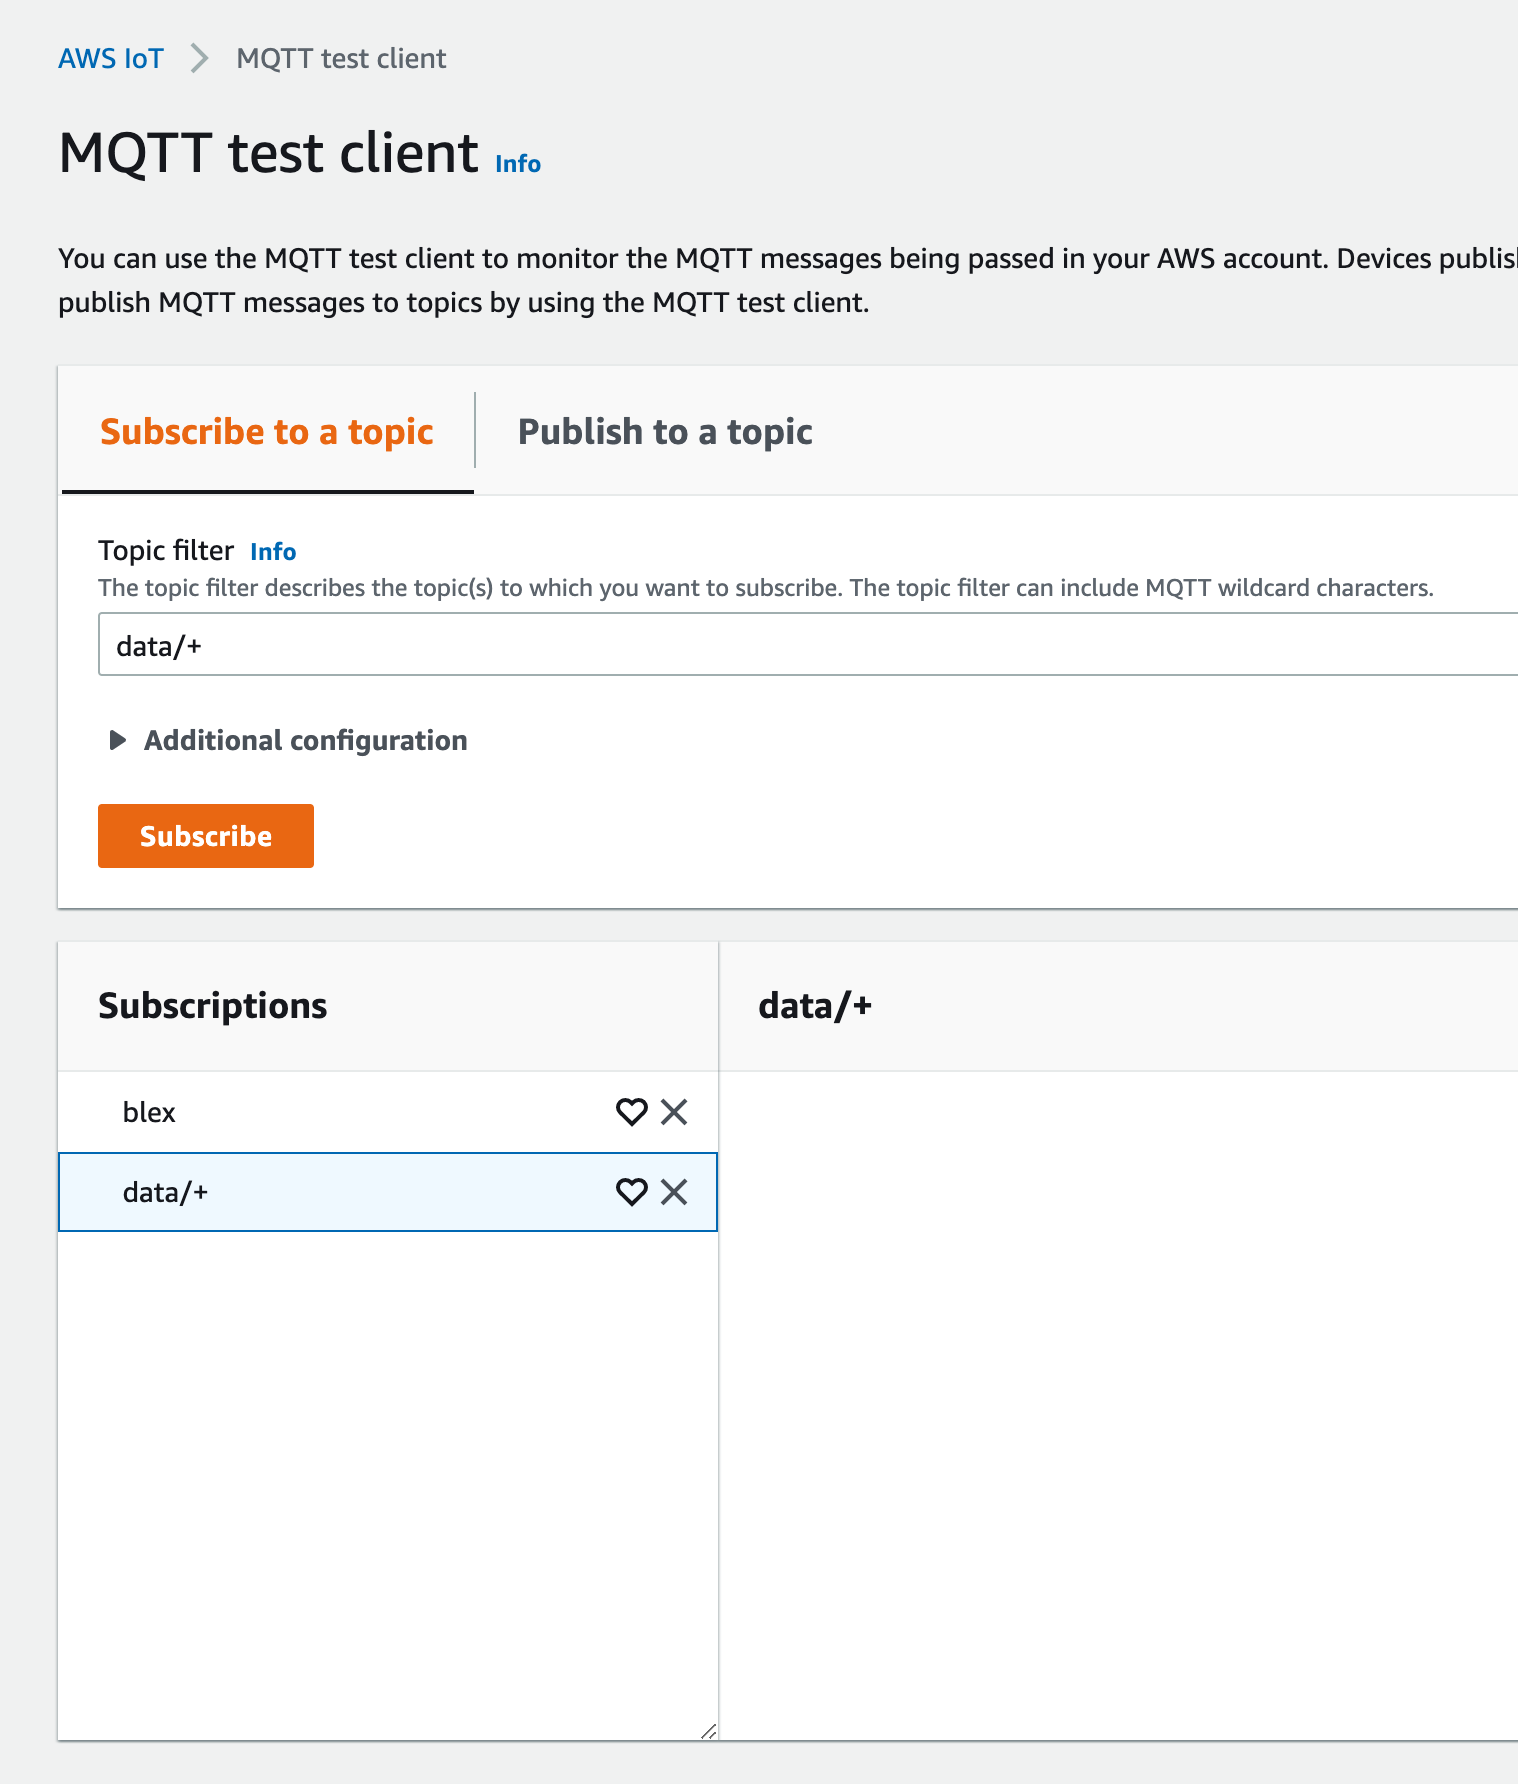 AWS IoT
MQTT test client
MQTT test client Info
You can use the MQTT test client to monitor the MQTT messages being passed in your AWS account. Devices
publish MQTT messages to topics by using the MQTT test client.
Subscribe to a topic
Publish to a topic
Topic filter Info
The topic filter describes the topic(s) to which you want to subscribe. The topic filter can include MQTT wildcard characters.
data/+
Additional configuration
Subscribe
Subscriptions
data/+
blex
data/+